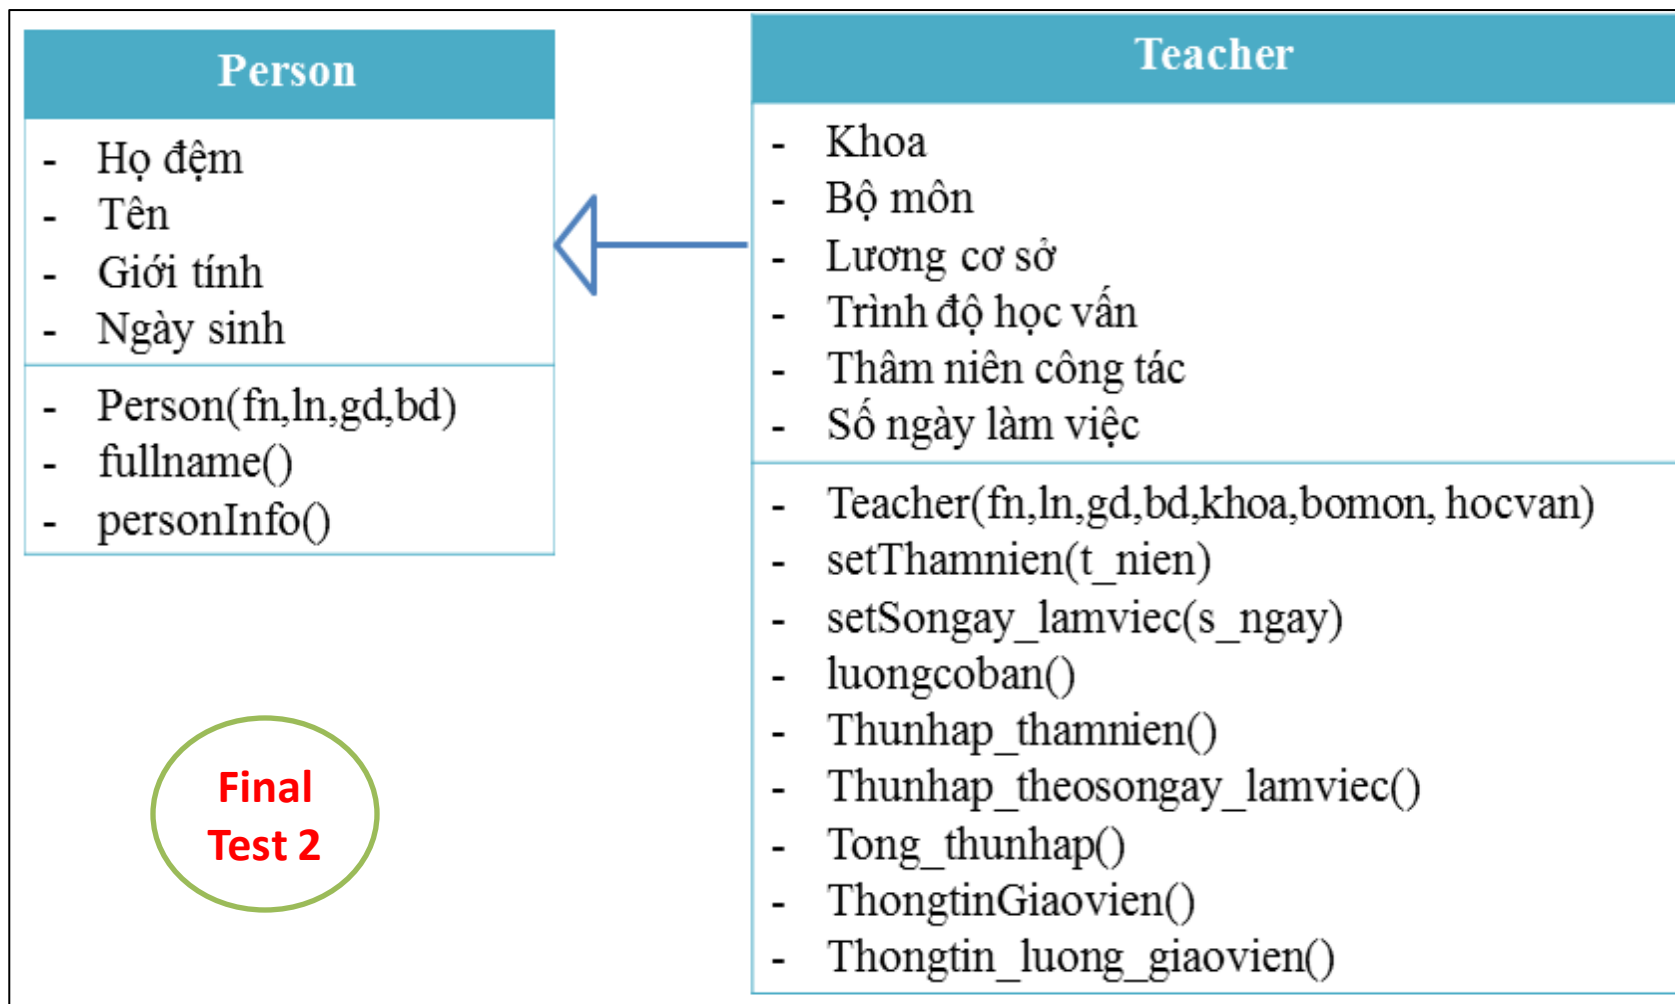 Person
- Họ đệm
- Tên
- Giới tính
- Ngày sinh
- Person(fn,ln,gd,bd)
- fullname()
- personInfo()
Final
Test 2
Teacher
- Khoa
- Bộ môn
- Lương cơ sở
- Trình độ học vấn
- Thâm niên công tác
- Số ngày làm việc
- Teacher(fn,ln,gd,bd,khoa,bomon, hocvan)
- setThamnien(t_nien)
- setSongay_lamviec(s_ngay)
- luongcoban()
- Thunhap_thamnien()
- Thunhap_theosongay_lamviec()
- Tong_thunhap()
- ThongtinGiaovien()
- Thongtin_luong_giaovien()